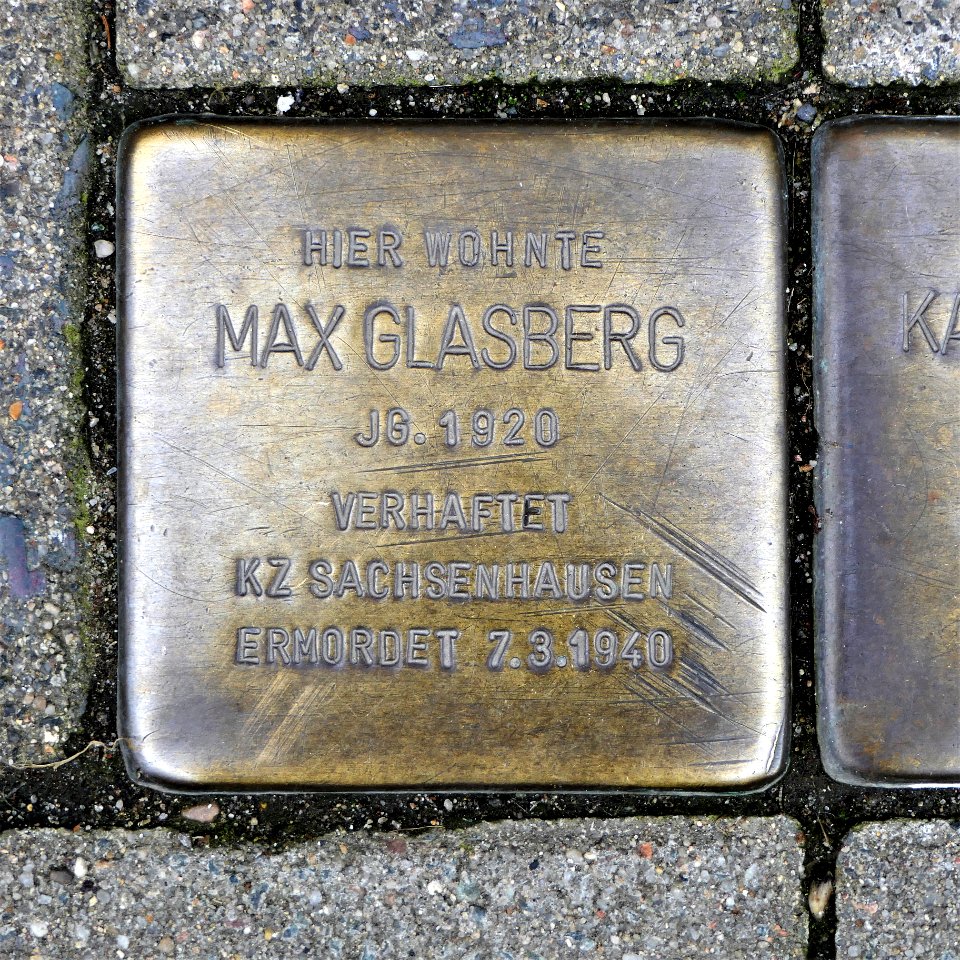 HIER WOHNTE
MAX GLASBERG
JG. 1920
VERHAFTET
KZ SACHSENHAUSEN
ERMORDET 7.3.1940